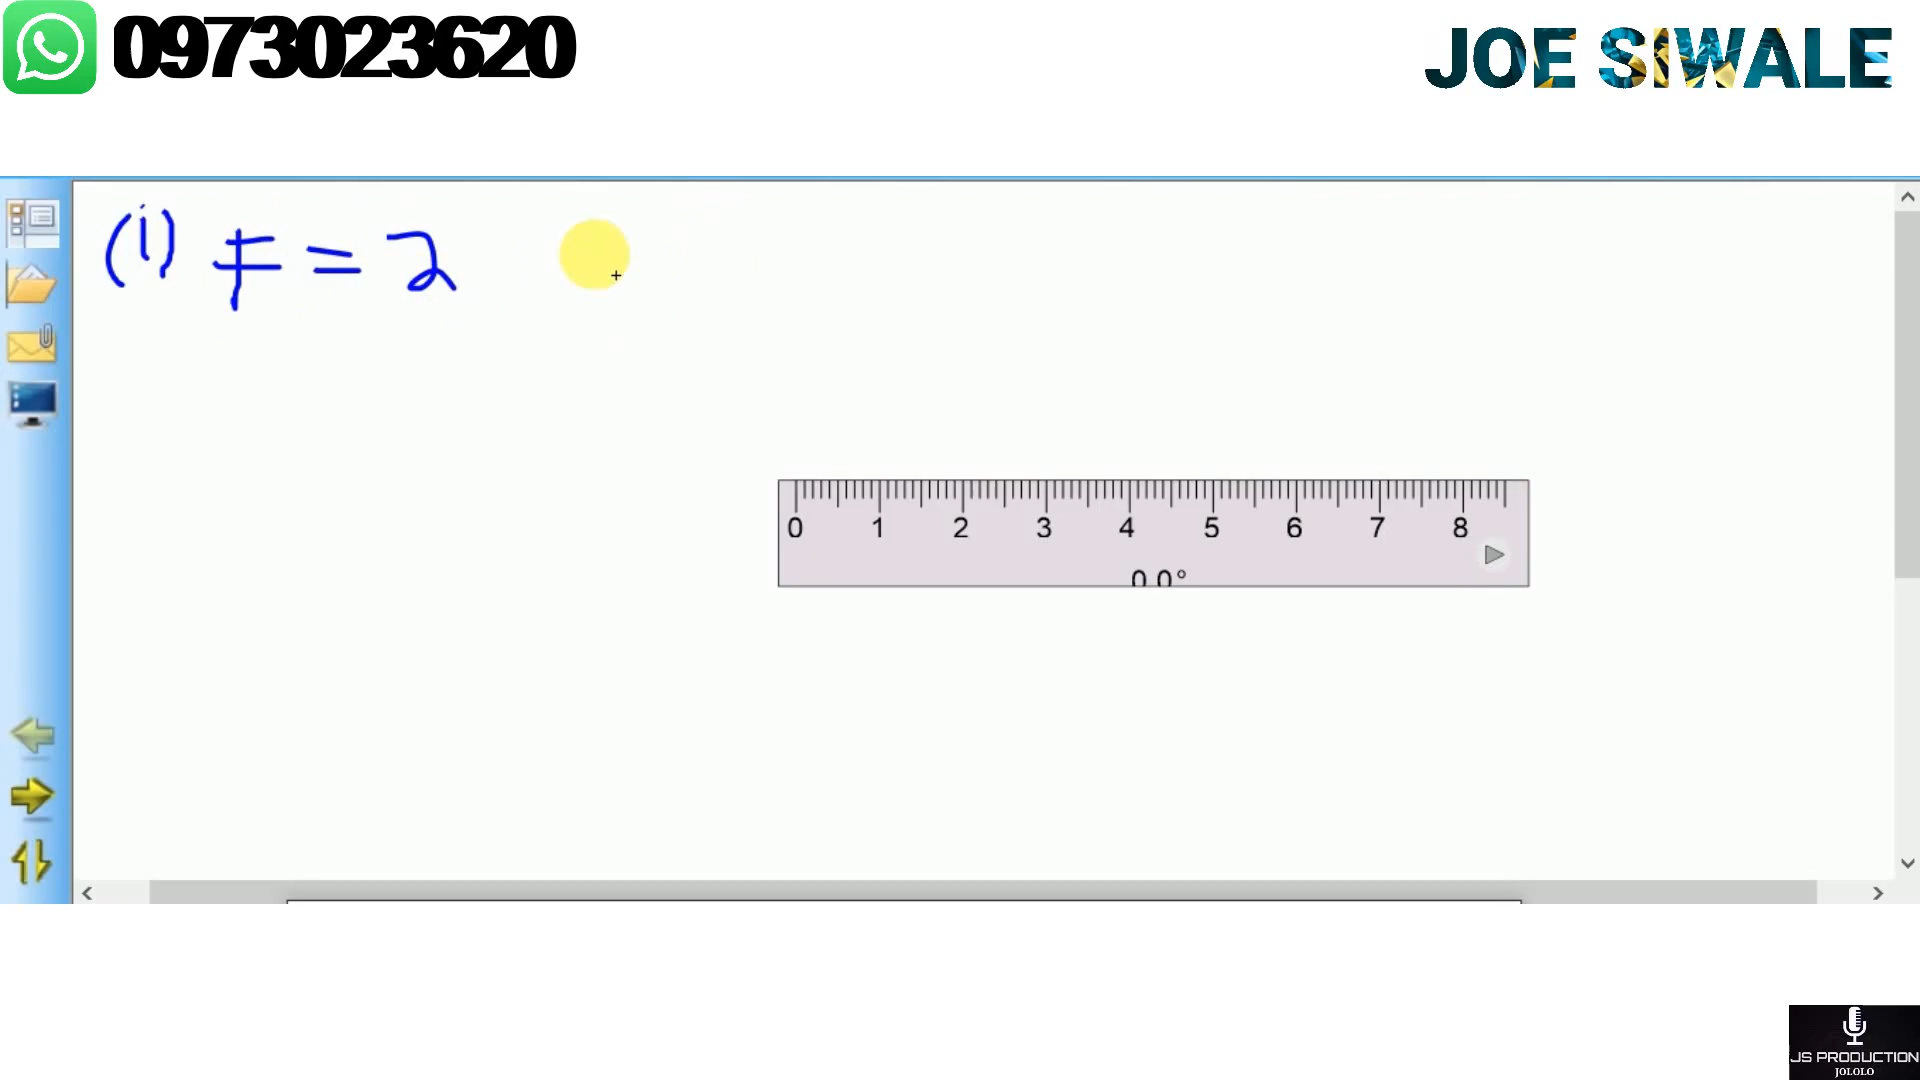 0973023620
JOE SIWALE
(i) F = 2
0 1 2 3 4 5 6 7 8
0.0°
JS PRODUCTION
JOLOLO